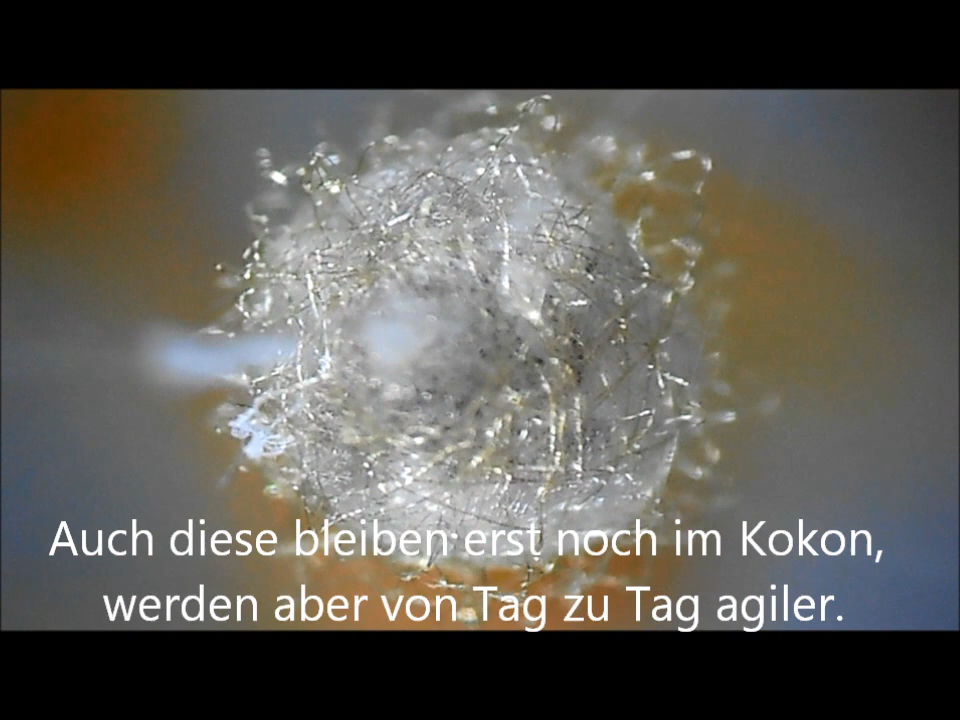 Auch diese bleiben erst noch im Kokon,
werden aber von Tag zu Tag agiler.